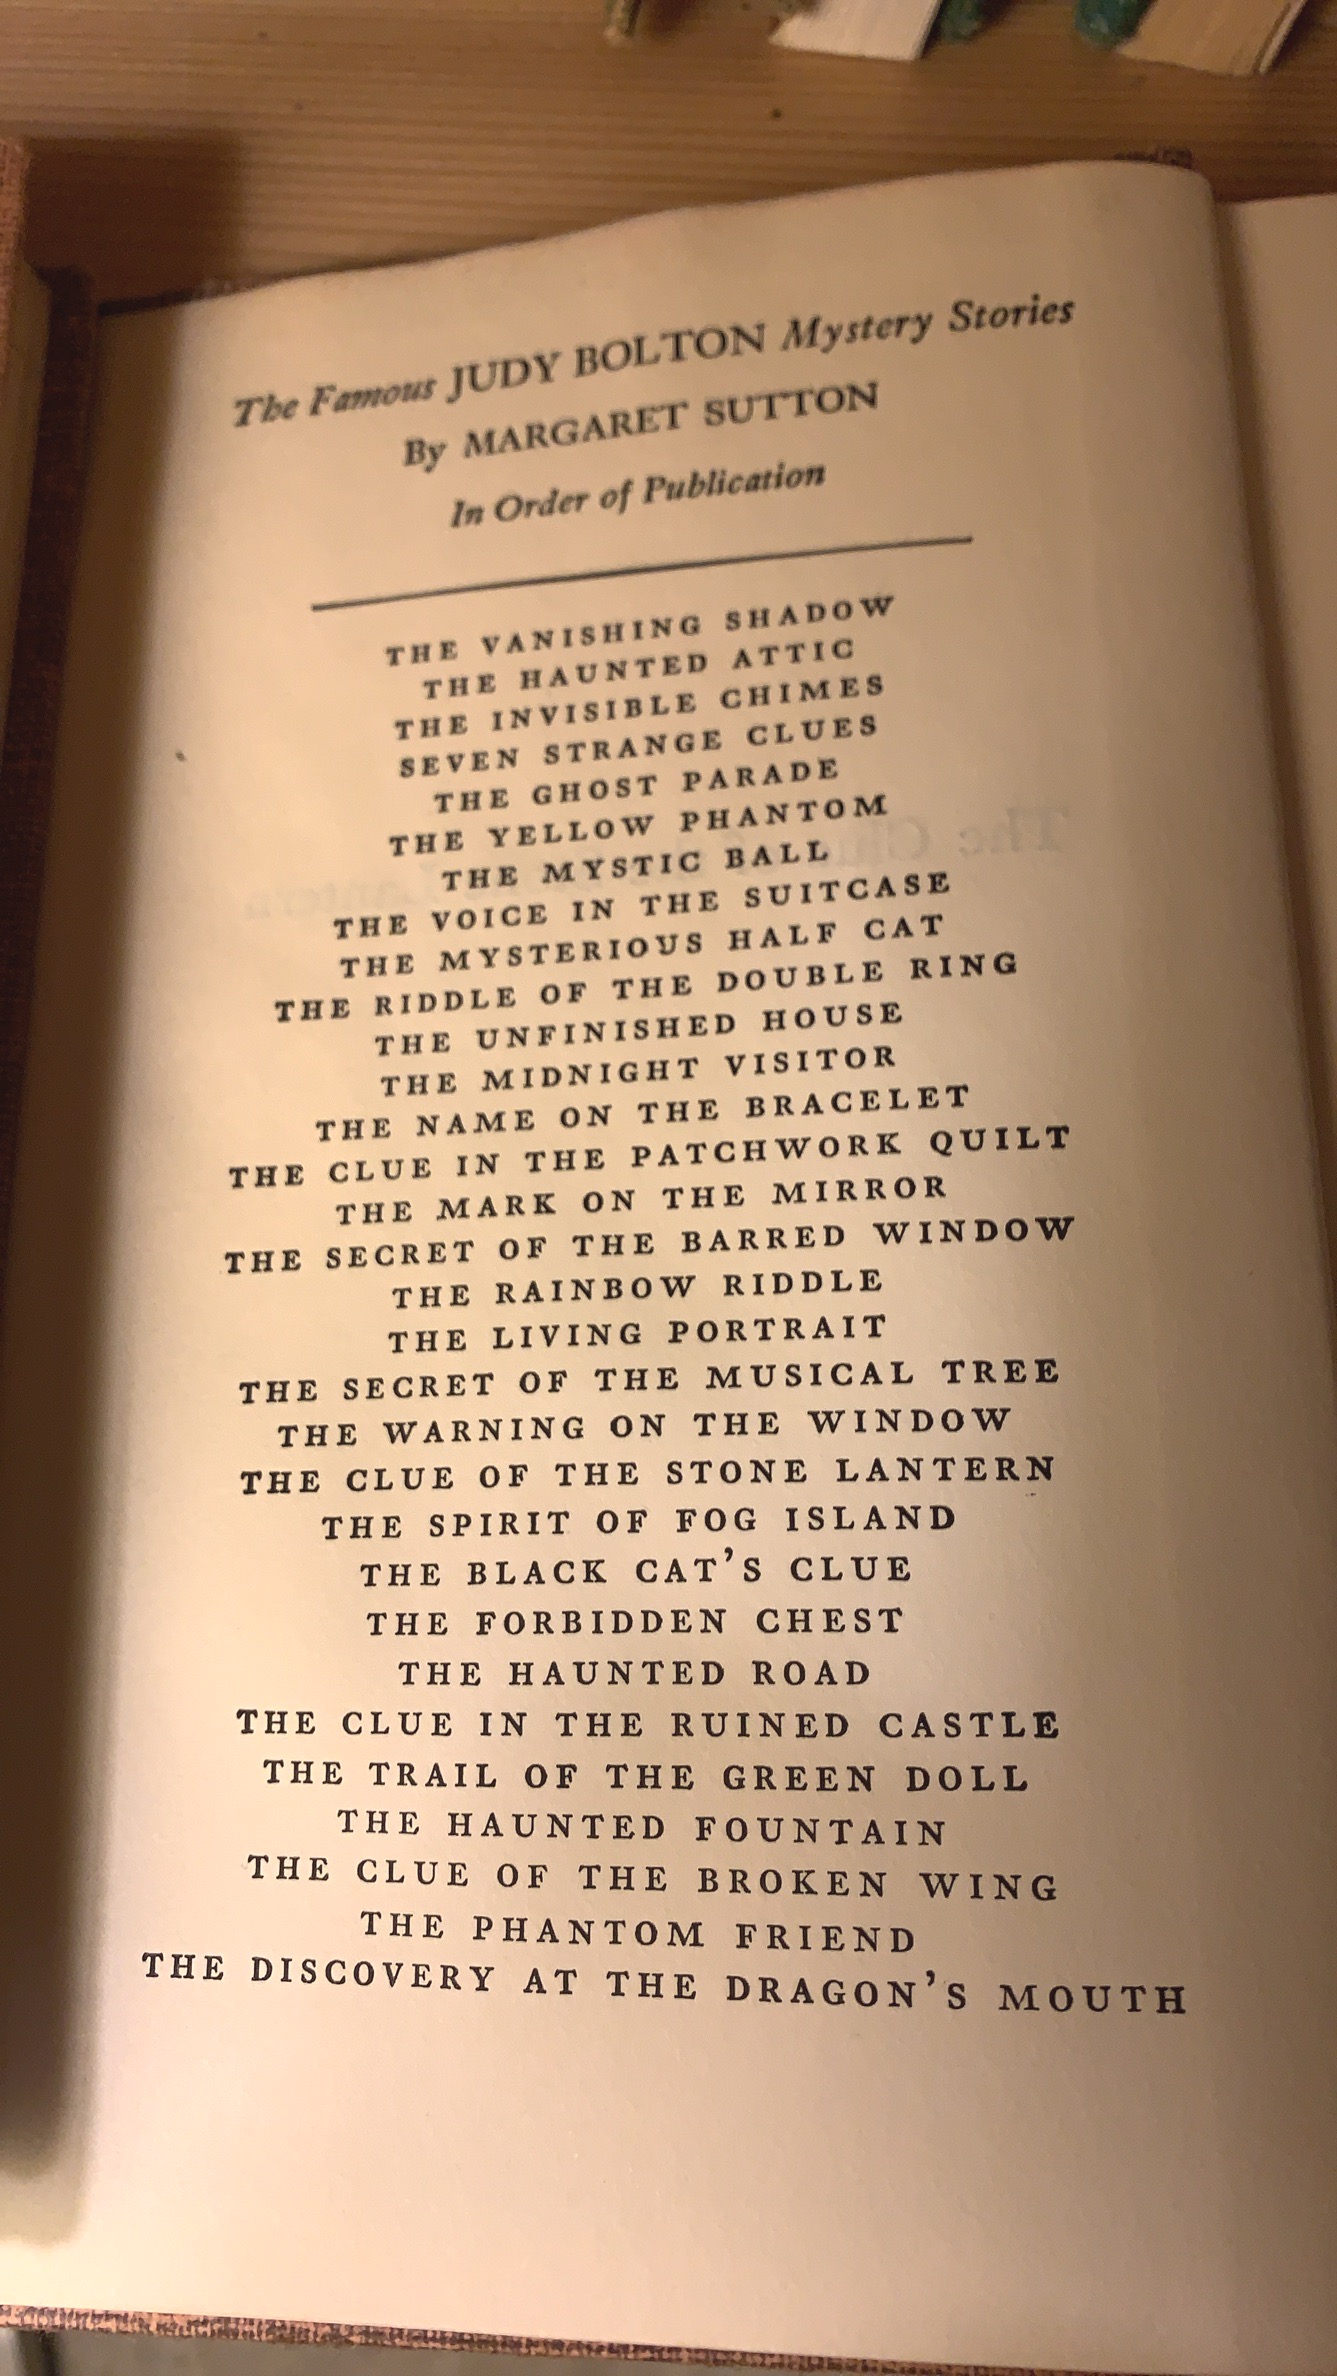 The Famous JUDY BOLTON Mystery Stories
By MARGARET SUTTON
In Order of Publication
THE VANISHING SHADOW
THE HAUNTED ATTIC
THE INVISIBLE CHIMES
SEVEN STRANGE CLUES
THE GHOST PARADE
THE YELLOW PHANTOM
THE MYSTIC BALL
THE VOICE IN THE SUITCASE
THE MYSTERIOUS HALF CAT
THE RIDDLE OF THE DOUBLE RING
THE UNFINISHED HOUSE
THE MIDNIGHT VISITOR
THE NAME ON THE BRACELET
THE CLUE IN THE PATCHWORK QUILT
THE MARK ON THE MIRROR
THE SECRET OF THE BARRED WINDOW
THE RAINBOW RIDDLE
THE LIVING PORTRAIT
THE SECRET OF THE MUSICAL TREE
THE WARNING ON THE WINDOW
THE CLUE OF THE STONE LANTERN
THE SPIRIT OF FOG ISLAND
THE BLACK CAT'S CLUE
THE FORBIDDEN CHEST
THE HAUNTED ROAD
THE CLUE IN THE RUINED CASTLE
THE TRAIL OF THE GREEN DOLL
THE HAUNTED FOUNTAIN
THE CLUE OF THE BROKEN WING
THE PHANTOM FRIEND
THE DISCOVERY AT THE DRAGON'S MOUTH